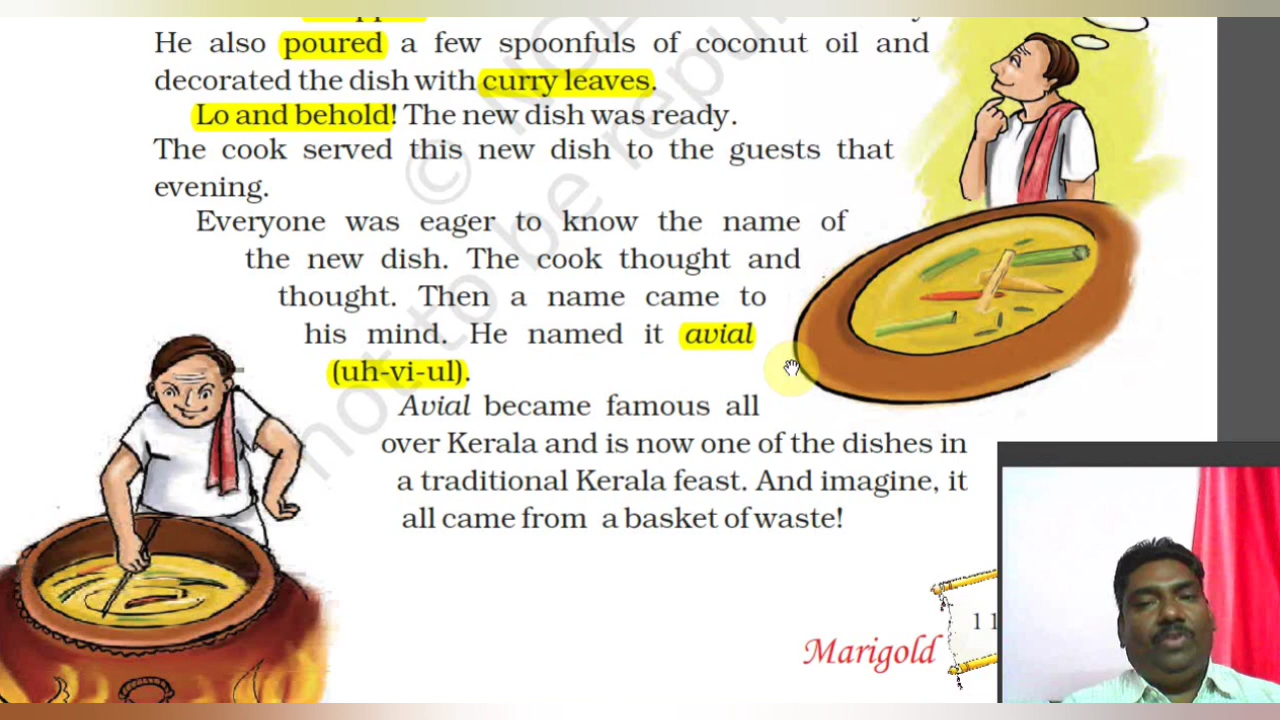 He also poured a few spoonfuls of coconut oil and
decorated the dish with curry leaves.
Lo and behold! The new dish was ready.
The cook served this new dish to the guests that
evening.
Everyone was eager to know the name of
the new dish. The cook thought and
thought. Then a name came to
his mind. He named it avial
(uh-vi-ul).
Avial became famous all
over Kerala and is now one of the dishes in
a traditional Kerala feast. And imagine, it
all came from a basket of waste!
Marigold
not to be republ